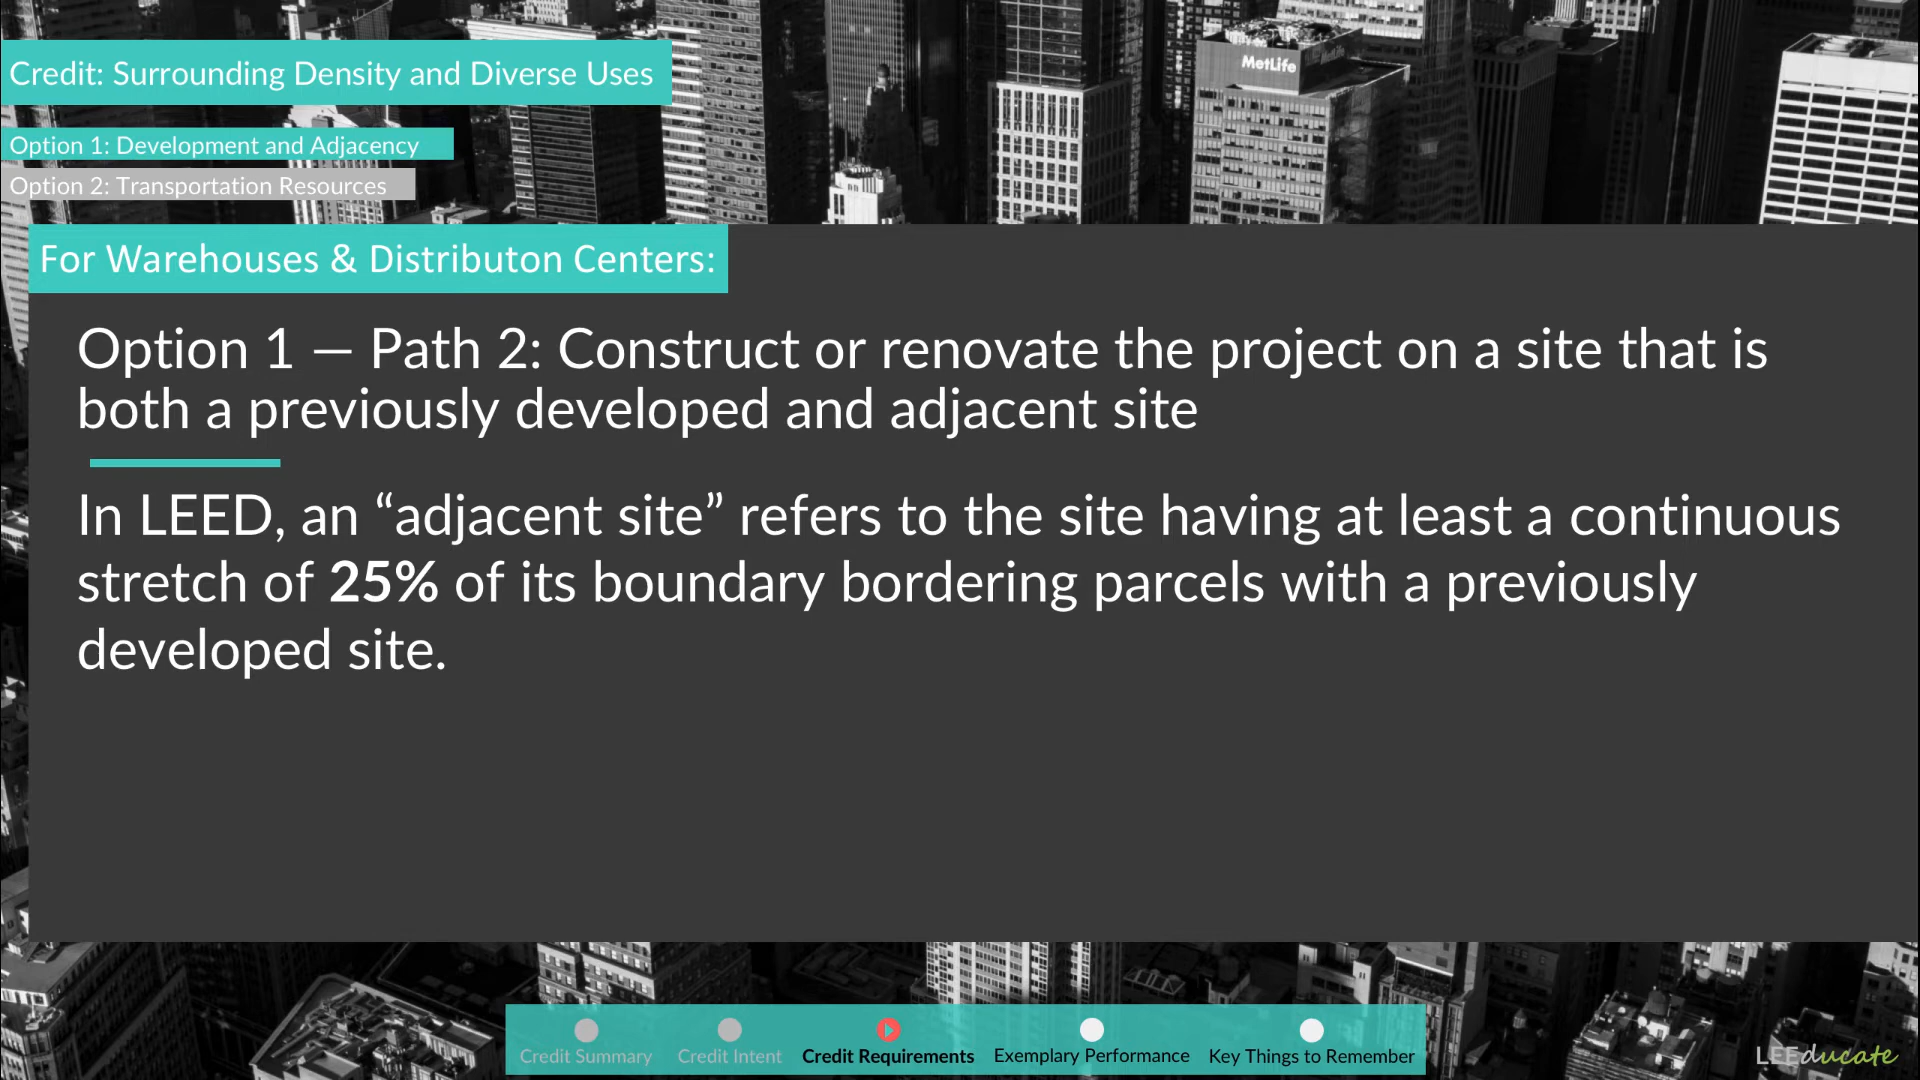 Credit: Surrounding Density and Diverse Uses
MetLife
Option 1: Development and Adjacency
Option 2: Transportation Resources
For Warehouses & Distributon Centers:
Option 1 — Path 2: Construct or renovate the project on a site that is
both a previously developed and adjacent site
In LEED, an “adjacent site” refers to the site having at least a continuous
stretch of 25% of its boundary bordering parcels with a previously
developed site.
Credit Summary
Credit Intent
Credit Requirements
Exemplary Performance
Key Things to Remember
LEEducate